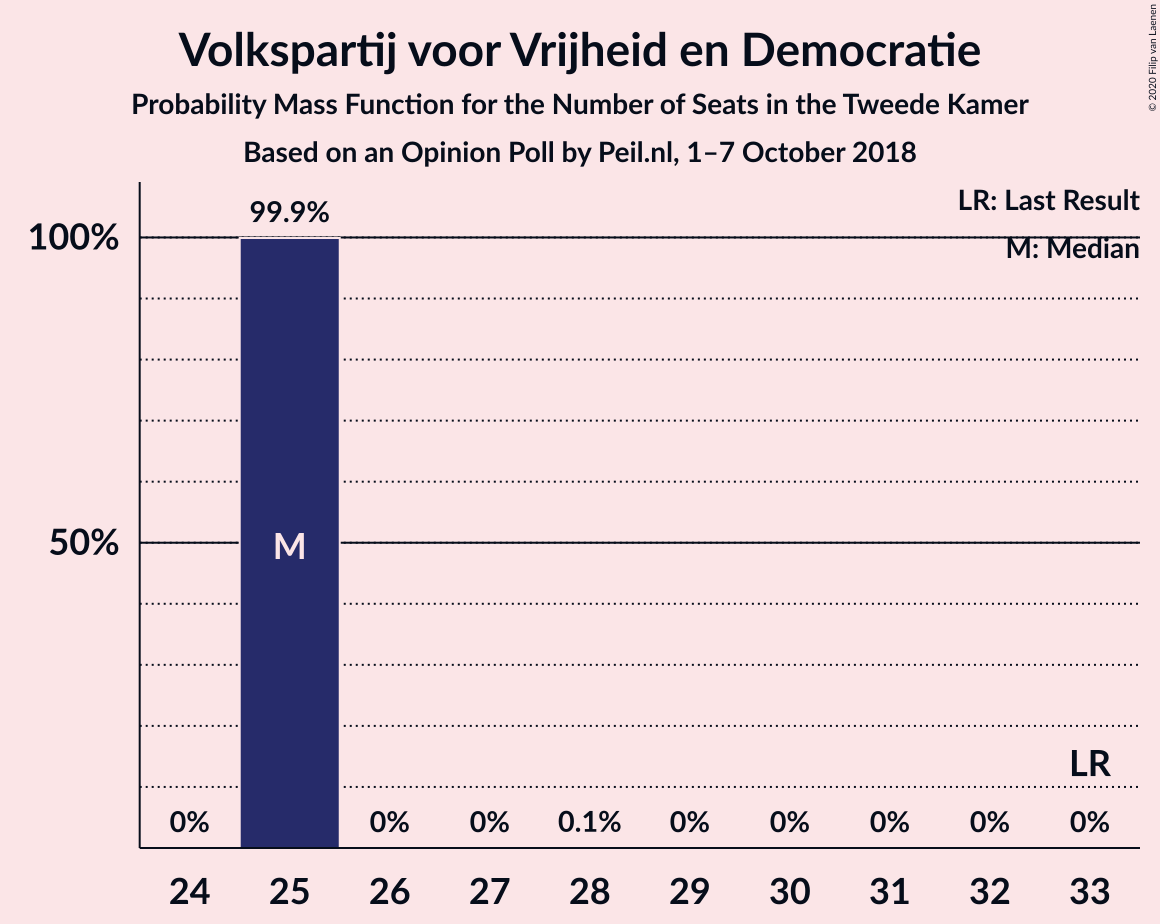 Volkspartij voor Vrijheid en Democratie
Probability Mass Function for the Number of Seats in the Tweede Kamer
Based on an Opinion Poll by Peil.nl, 1–7 October 2018
© 2020 Filip van Laenen
LR: Last Result
M: Median
99.9%
100%
50%
M
LR
0% 0% 0% 0.1% 0% 0% 0% 0% 0%
24 25 26 27 28 29 30 31 32 33